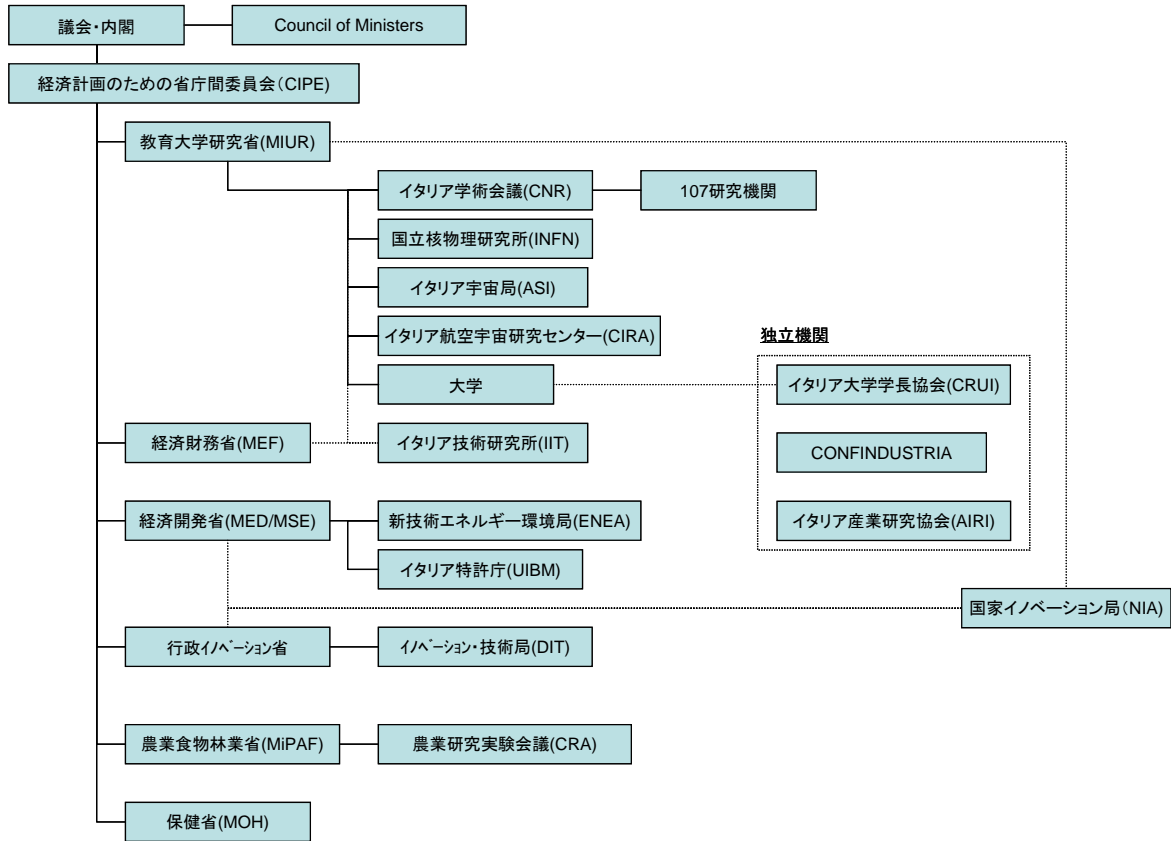 議会・内閣
Council of Ministers
経済計画のための省庁間委員会(CIPE)
教育大学研究省(MIUR)
イタリア学術会議(CNR)
107研究機関
国立核物理研究所(INFN)
イタリア宇宙局(ASI)
イタリア航空宇宙研究センター(CIRA)
独立機関
大学
イタリア大学学長協会(CRUI)
経済財務省(MEF)
イタリア技術研究所(IIT)
CONFINDUSTRIA
経済開発省(MED/MSE)
新技術エネルギー環境局(ENEA)
イタリア産業研究協会(AIRI)
イタリア特許庁(UIBM)
国家イノベーション局(NIA)
行政イノベーション省
イノベーション・技術局(DIT)
農業食物林業省(MiPAF)
農業研究実験会議(CRA)
保健省(MOH)